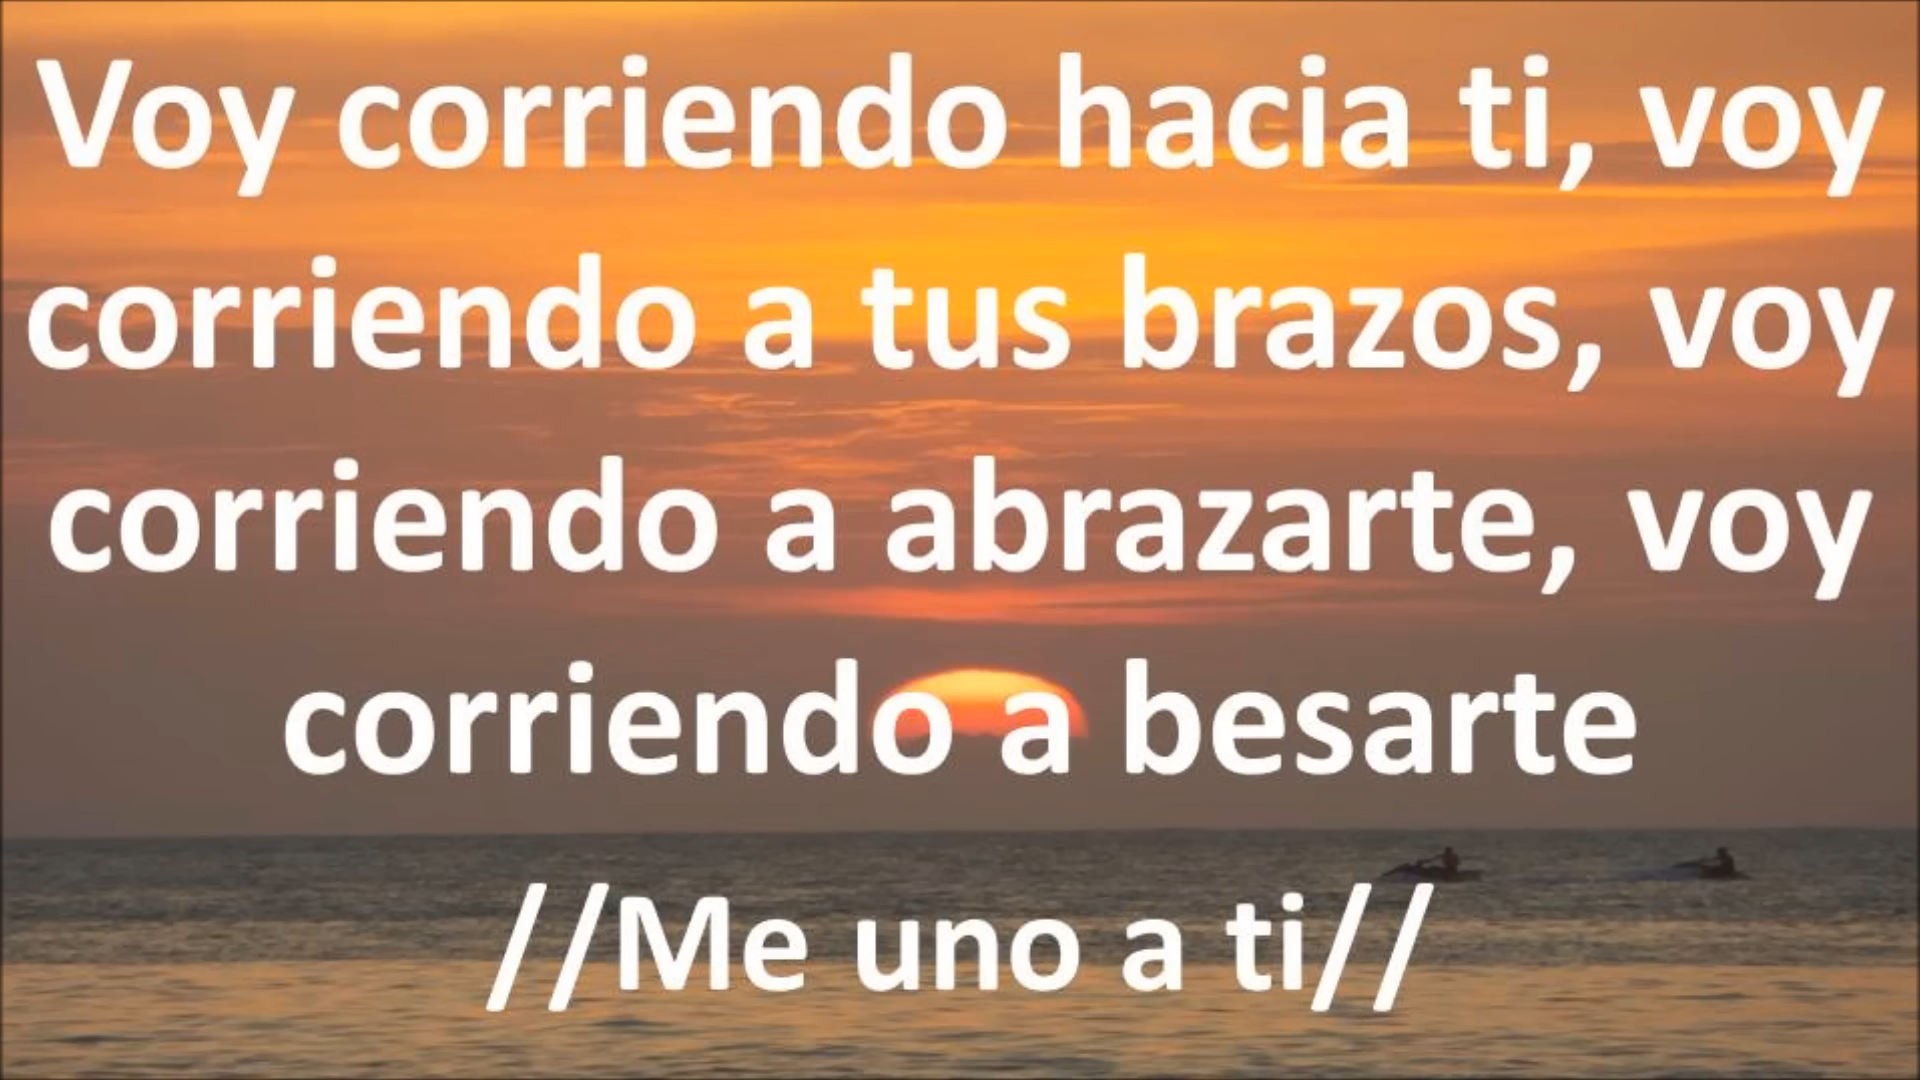 Voy corriendo hacia ti, voy
corriendo a tus brazos, voy
corriendo a abrazarte, voy
corriendo a besarte
//Me uno a ti//